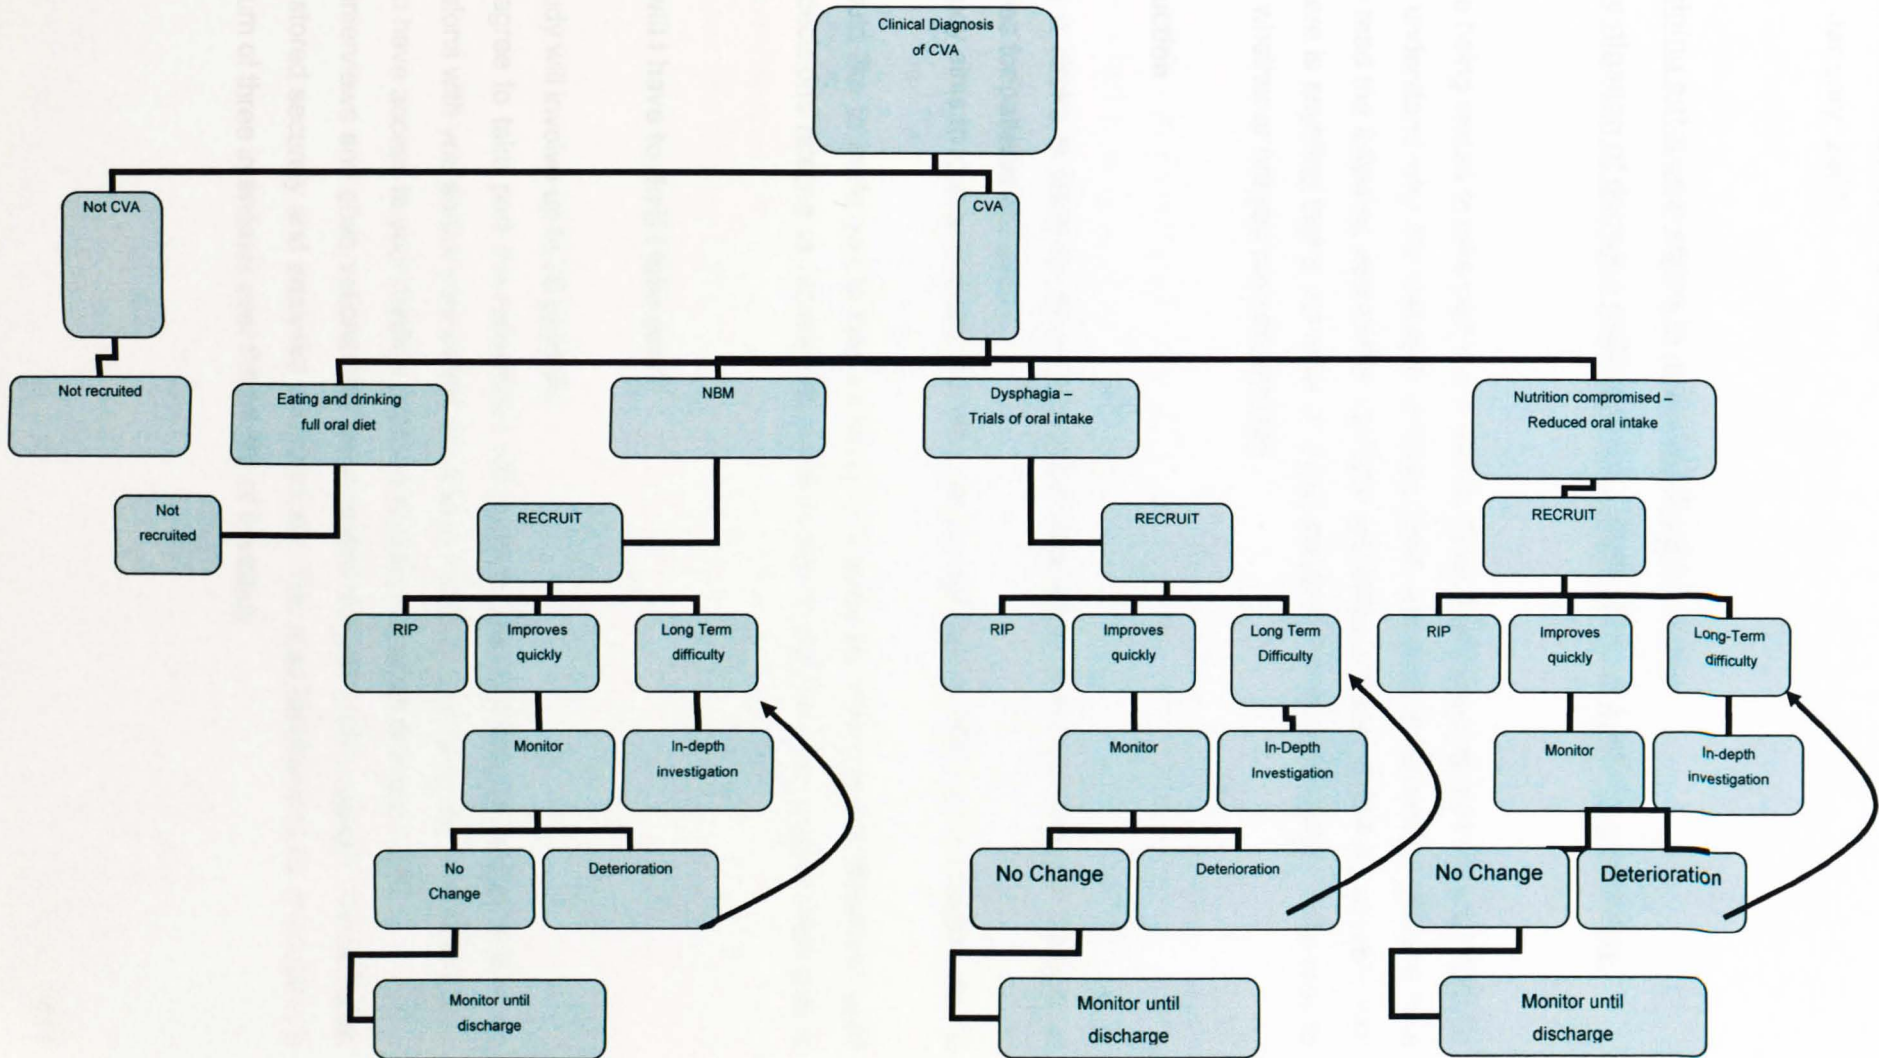 Clinical Diagnosis
of CVA
Not CVA
CVA
Not recruited
Eating and drinking
full oral diet
NBM
Dysphagia –
Trials of oral intake
Nutrition compromised –
Reduced oral intake
Not
recruited
RECRUIT
RECRUIT
RECRUIT
RIP
Improves
quickly
Long Term
difficulty
RIP
Improves
quickly
Long Term
Difficulty
RIP
Improves
quickly
Long-Term
difficulty
Monitor
In-depth
investigation
Monitor
In-Depth
Investigation
Monitor
In-depth
investigation
No
Change
Deterioration
No Change
Deterioration
No Change
Deterioration
Monitor until
discharge
Monitor until
discharge
Monitor until
discharge